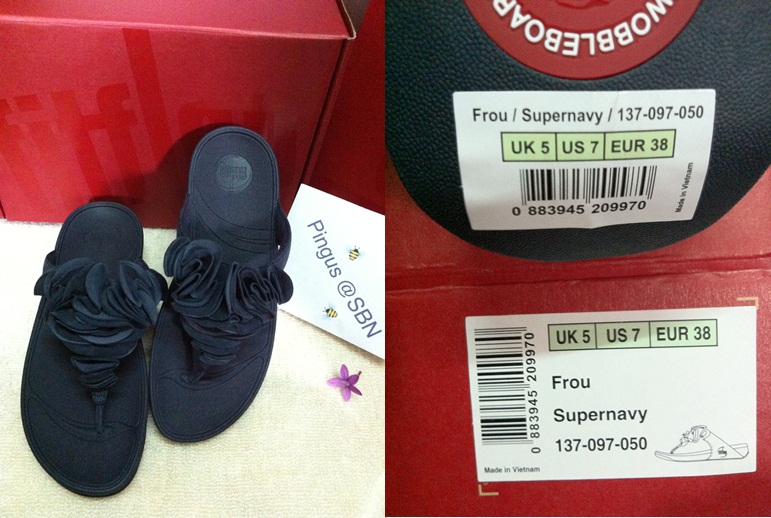 fitflop
Pingus @SBN
WOBBLEBOAR
Frou / Supernavy / 137-097-050
UK 5 US 7 EUR 38
0 883945 209970
Made in Vietnam
UK 5 US 7 EUR 38
0 883945 209970
Frou
Supernavy
137-097-050
Made in Vietnam